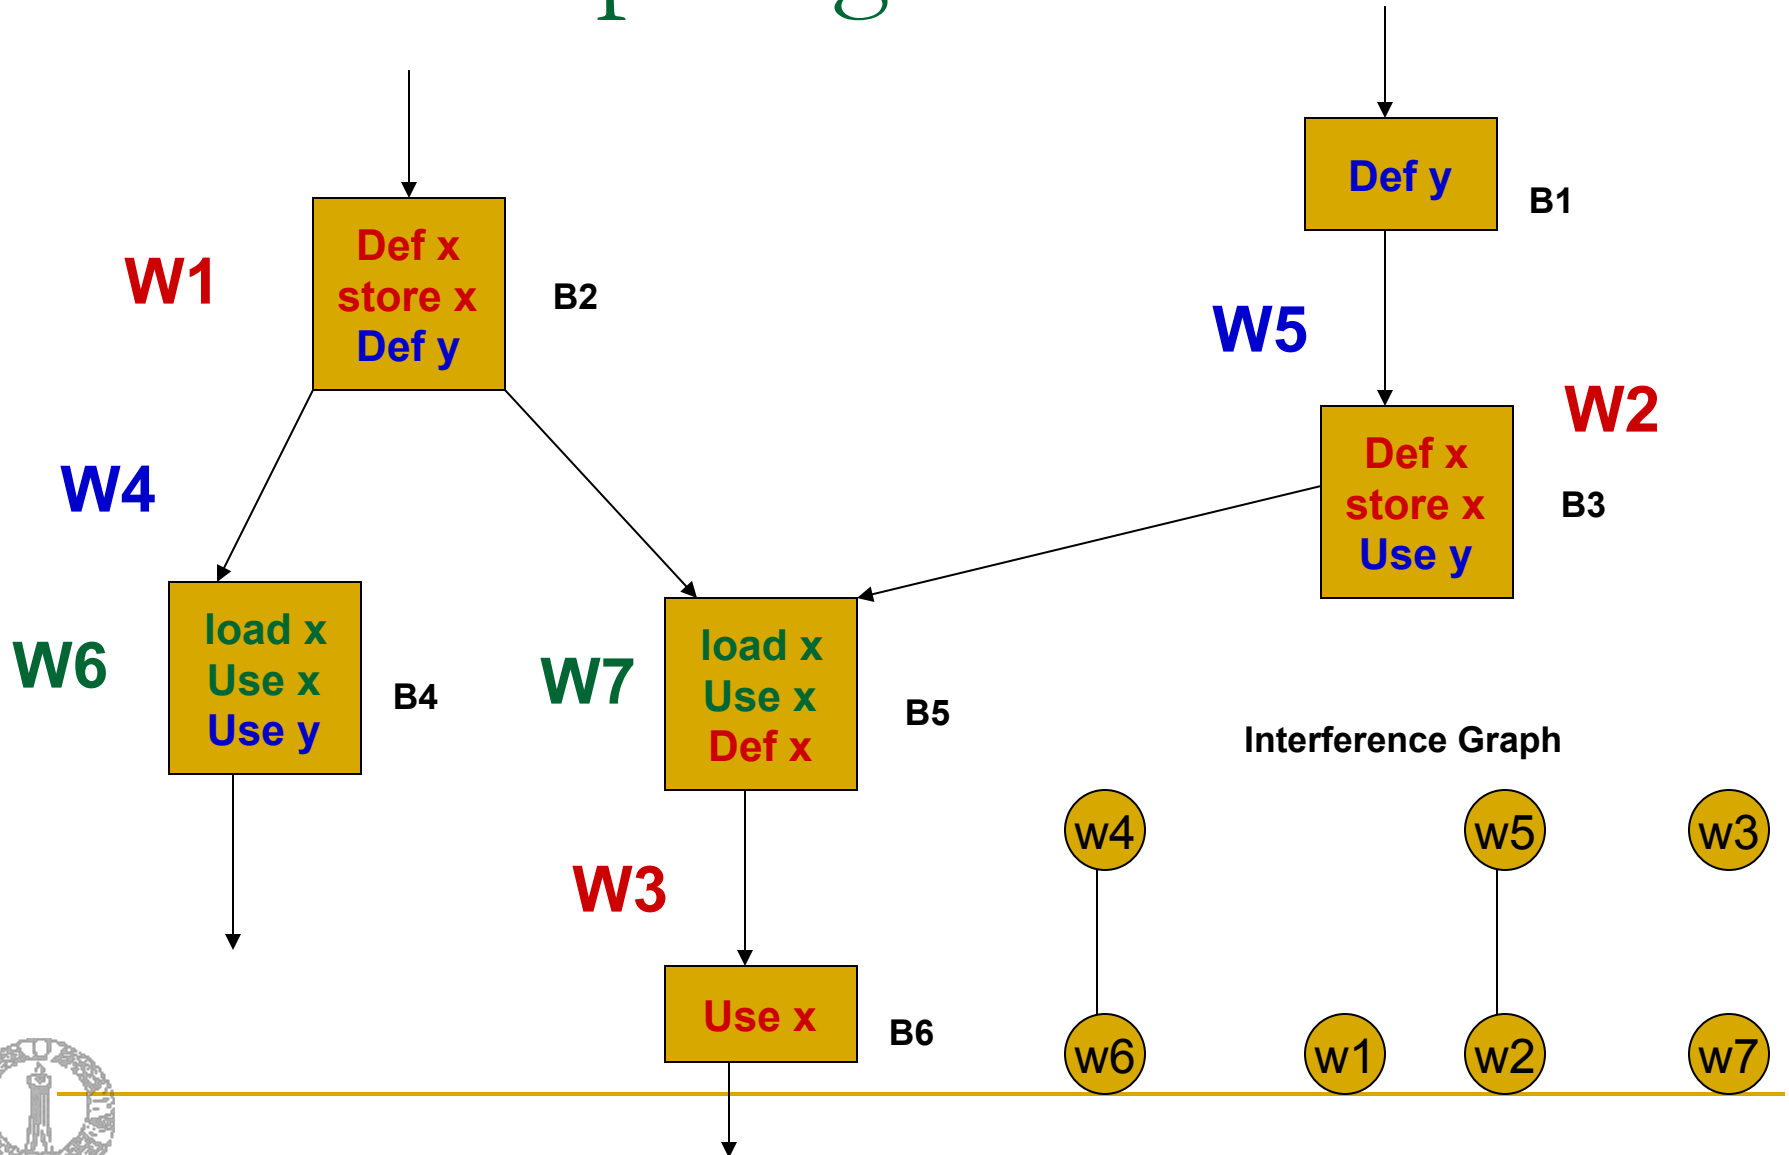 Def y
B1
Def x
store x
Def y
W1
B2
W5
W2
Def x
store x
Use y
B3
W4
load x
Use x
Use y
W6
B4
W7
load x
Use x
Def x
B5
Interference Graph
w4
w5
w3
W3
Use x
B6
w6
w1
w2
w7